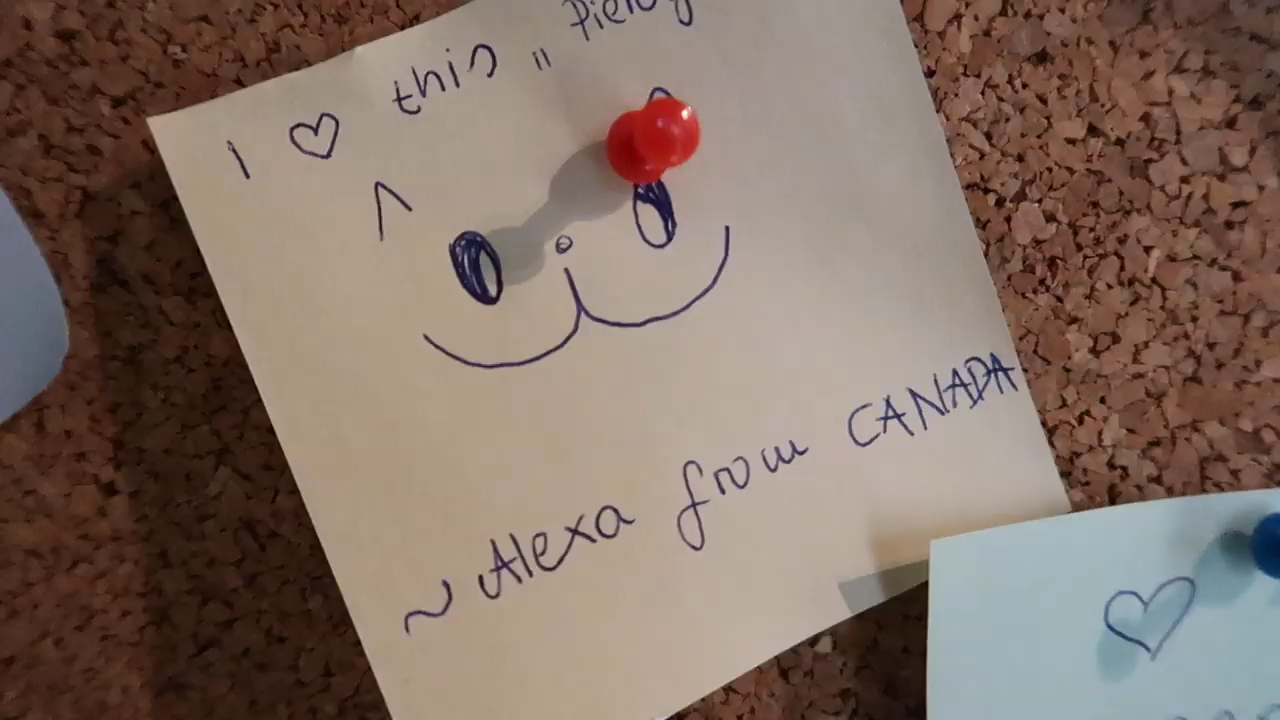 I ♡ this „
~ Alexa from CANADA
♡